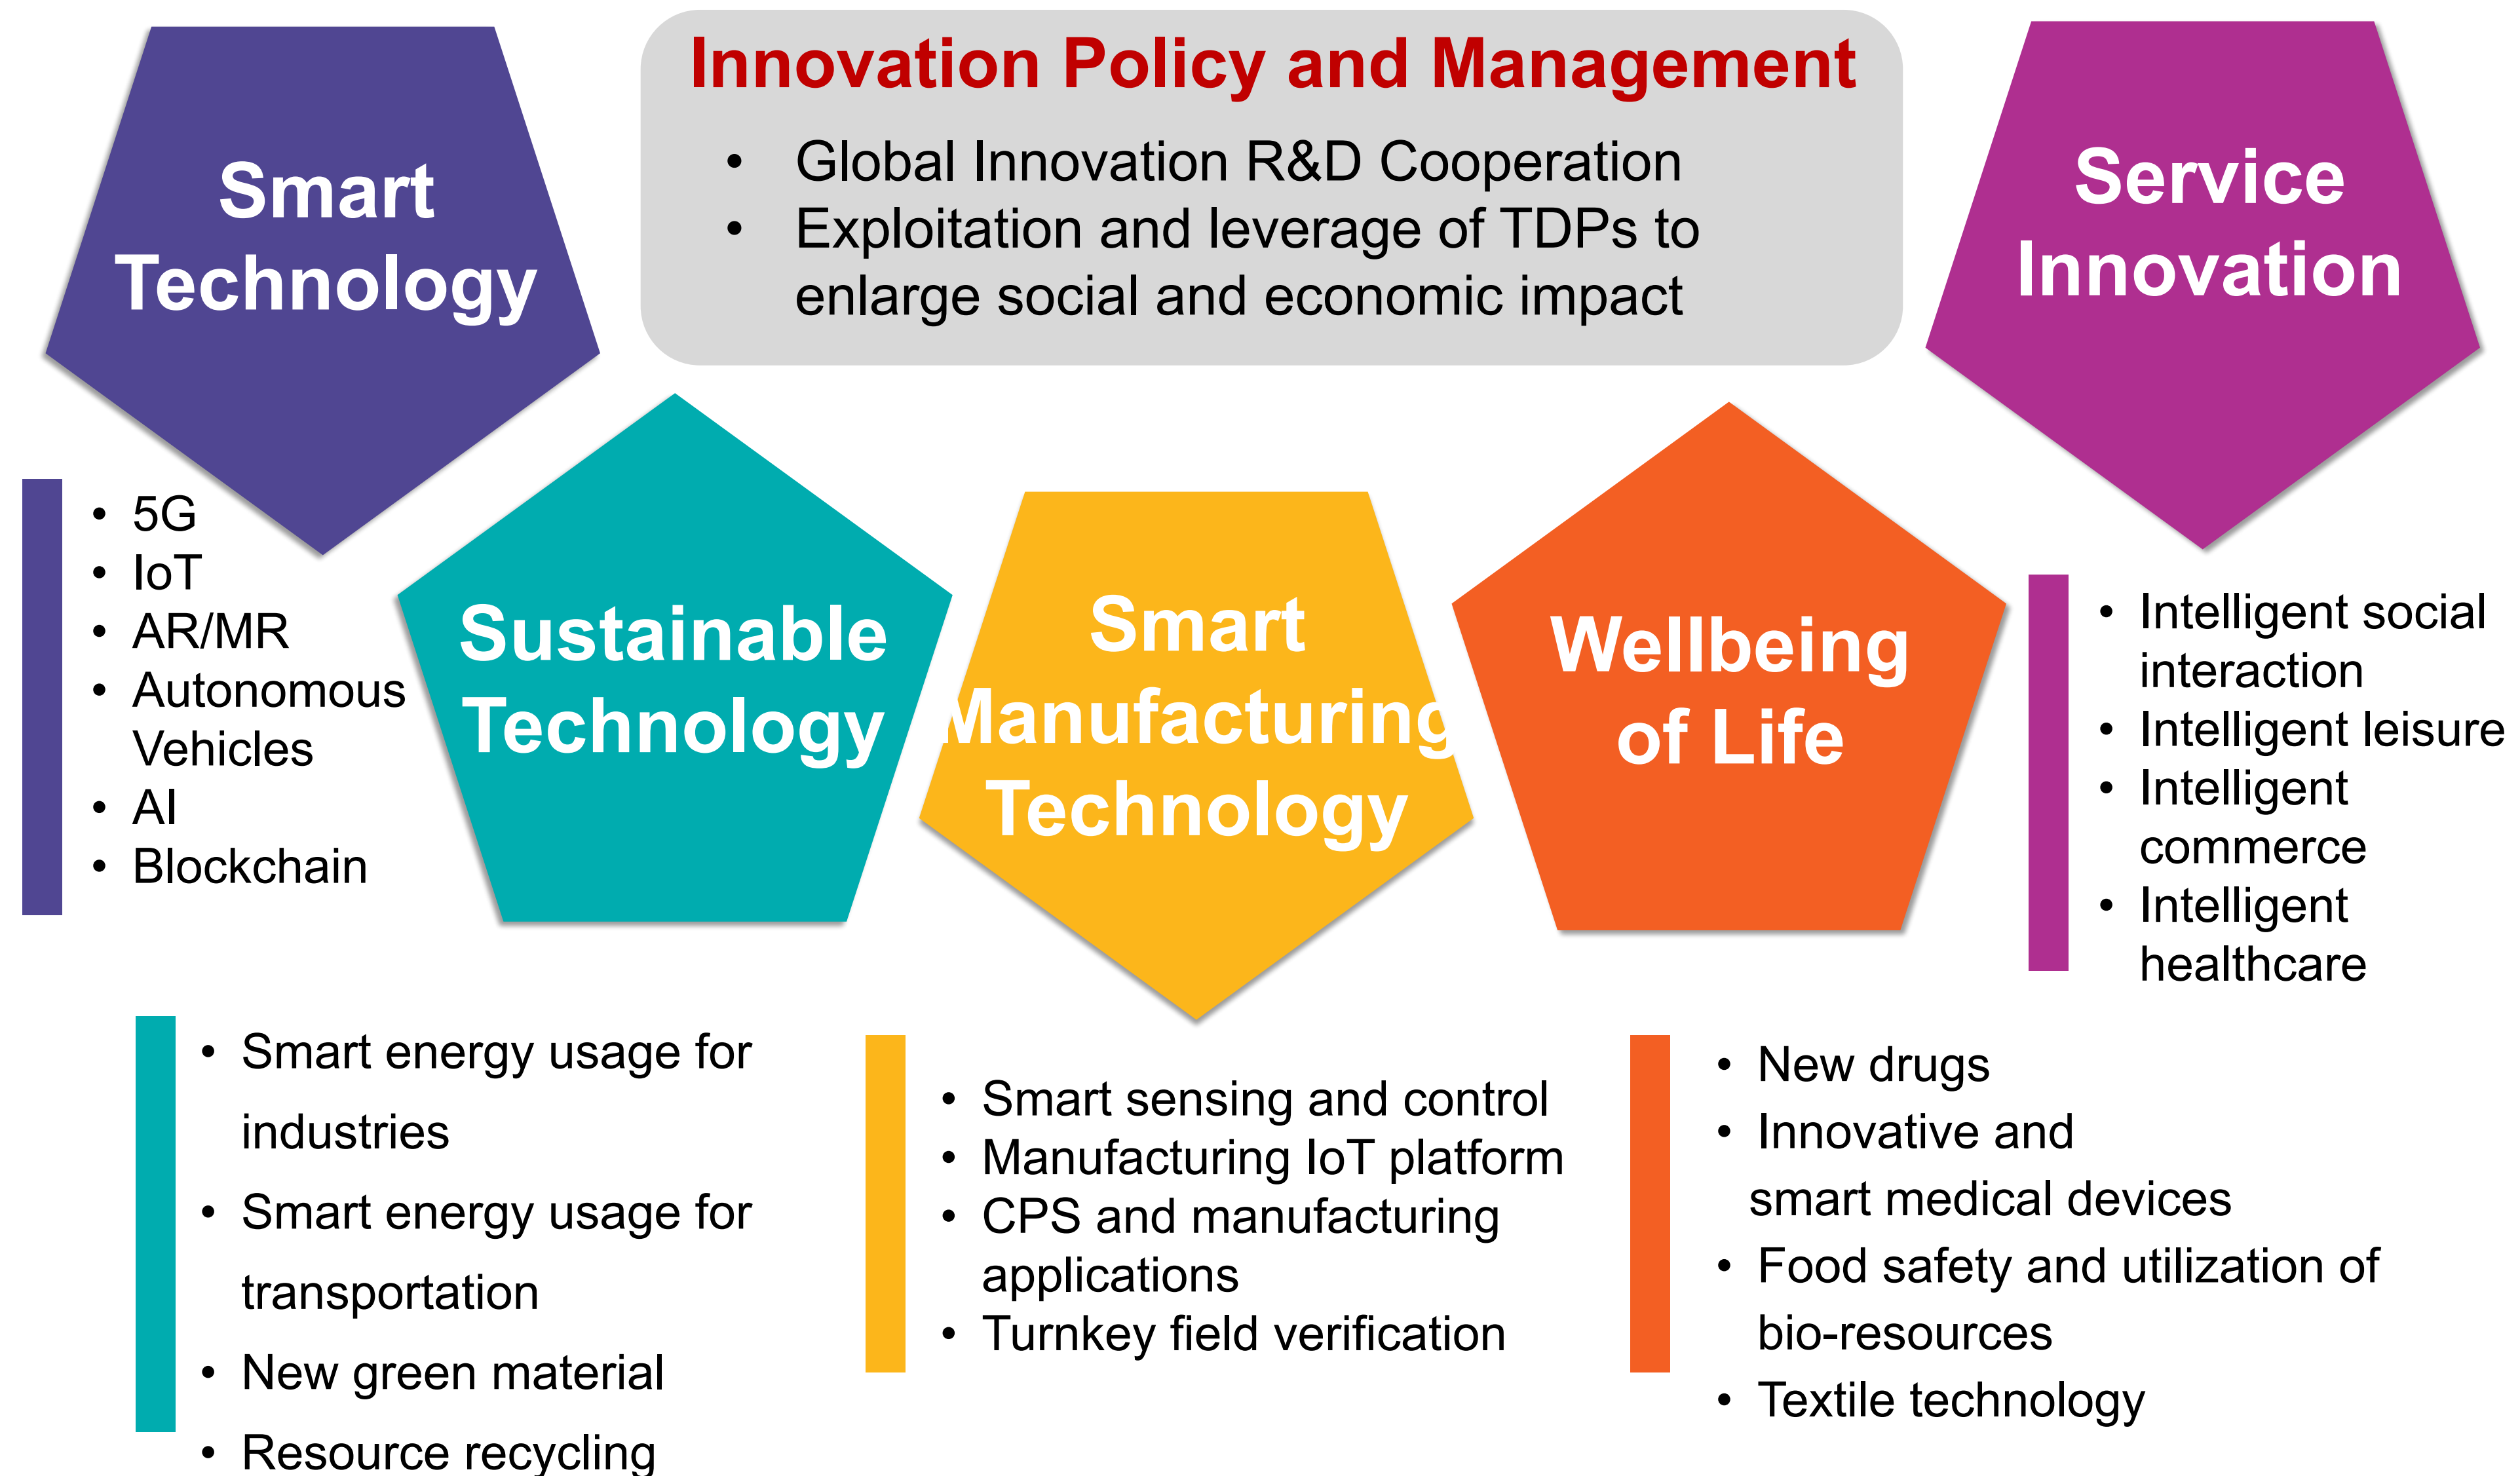 Smart
Technology
Innovation Policy and Management
• Global Innovation R&D Cooperation
• Exploitation and leverage of TDPs to
enlarge social and economic impact
Service
Innovation
• 5G
• IoT
• AR/MR
• Autonomous
Vehicles
• AI
• Blockchain
Sustainable
Technology
Smart
Manufacturing
Technology
Wellbeing
of Life
• Intelligent social
interaction
• Intelligent leisure
• Intelligent
commerce
• Intelligent
healthcare
• Smart energy usage for
industries
• Smart energy usage for
transportation
• New green material
• Resource recycling
• Smart sensing and control
• Manufacturing IoT platform
• CPS and manufacturing
applications
• Turnkey field verification
• New drugs
• Innovative and
smart medical devices
• Food safety and utilization of
bio-resources
• Textile technology